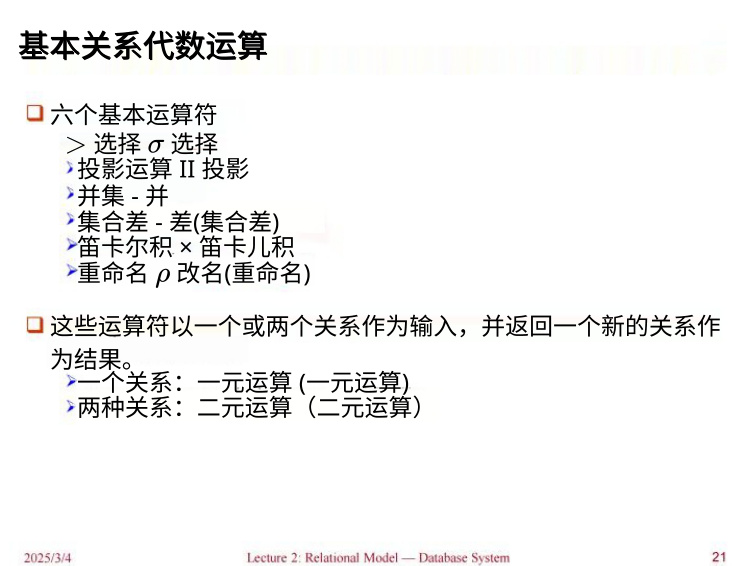 基本关系代数运算
六个基本运算符
> 选择 σ 选择
投影运算 II 投影
并集 - 并
集合差 - 差(集合差)
笛卡尔积 × 笛卡儿积
重命名 ρ 改名(重命名)
这些运算符以一个或两个关系作为输入，并返回一个新的关系作
为结果。
一个关系：一元运算 (一元运算)
两种关系：二元运算（二元运算）
2025/3/4
Lecture 2: Relational Model — Database System
21